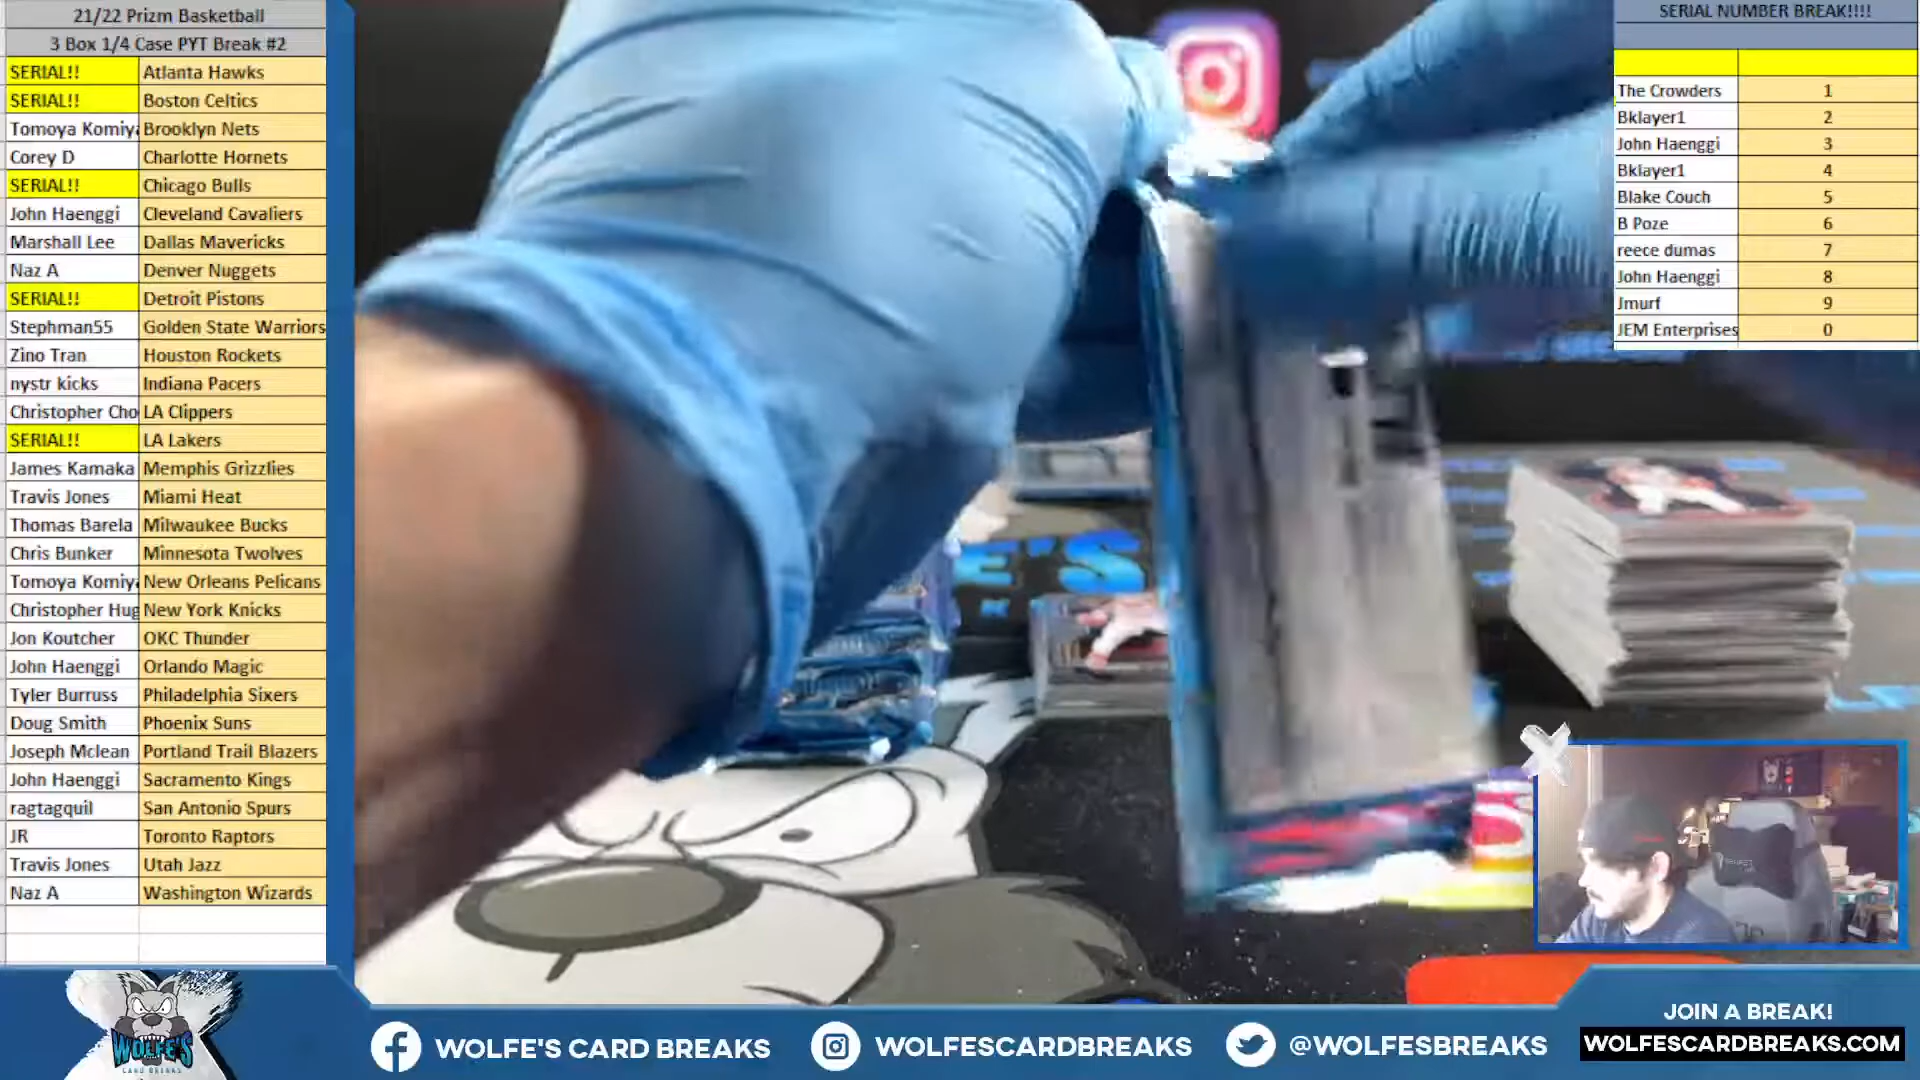 21/22 Prizm Basketball
3 Box 1/4 Case PYT Break #2
SERIAL!! Atlanta Hawks
SERIAL!! Boston Celtics
Tomoya Komiya Brooklyn Nets
Corey D Charlotte Hornets
SERIAL!! Chicago Bulls
John Haenggi Cleveland Cavaliers
Marshall Lee Dallas Mavericks
Naz A Denver Nuggets
SERIAL!! Detroit Pistons
Stephman55 Golden State Warriors
Zino Tran Houston Rockets
nystr kicks Indiana Pacers
Christopher Cho LA Clippers
SERIAL!! LA Lakers
James Kamaka Memphis Grizzlies
Travis Jones Miami Heat
Thomas Barela Milwaukee Bucks
Chris Bunker Minnesota Twolves
Tomoya Komiya New Orleans Pelicans
Christopher Hug New York Knicks
Jon Koutcher OKC Thunder
John Haenggi Orlando Magic
Tyler Burruss Philadelphia Sixers
Doug Smith Phoenix Suns
Joseph Mclean Portland Trail Blazers
John Haenggi Sacramento Kings
ragtagquil San Antonio Spurs
JR Toronto Raptors
Travis Jones Utah Jazz
Naz A Washington Wizards
SERIAL NUMBER BREAK!!!!
The Crowders 1
Bklayer1 2
John Haenggi 3
Bklayer1 4
Blake Couch 5
B Poze 6
reece dumas 7
John Haenggi 8
Jmurf 9
JEM Enterprises 0
E'S
WOLFE'S
CARD BREAKS
WOLFE'S CARD BREAKS
WOLFESCARDBREAKS
@WOLFESBREAKS
JOIN A BREAK!
WOLFESCARDBREAKS.COM